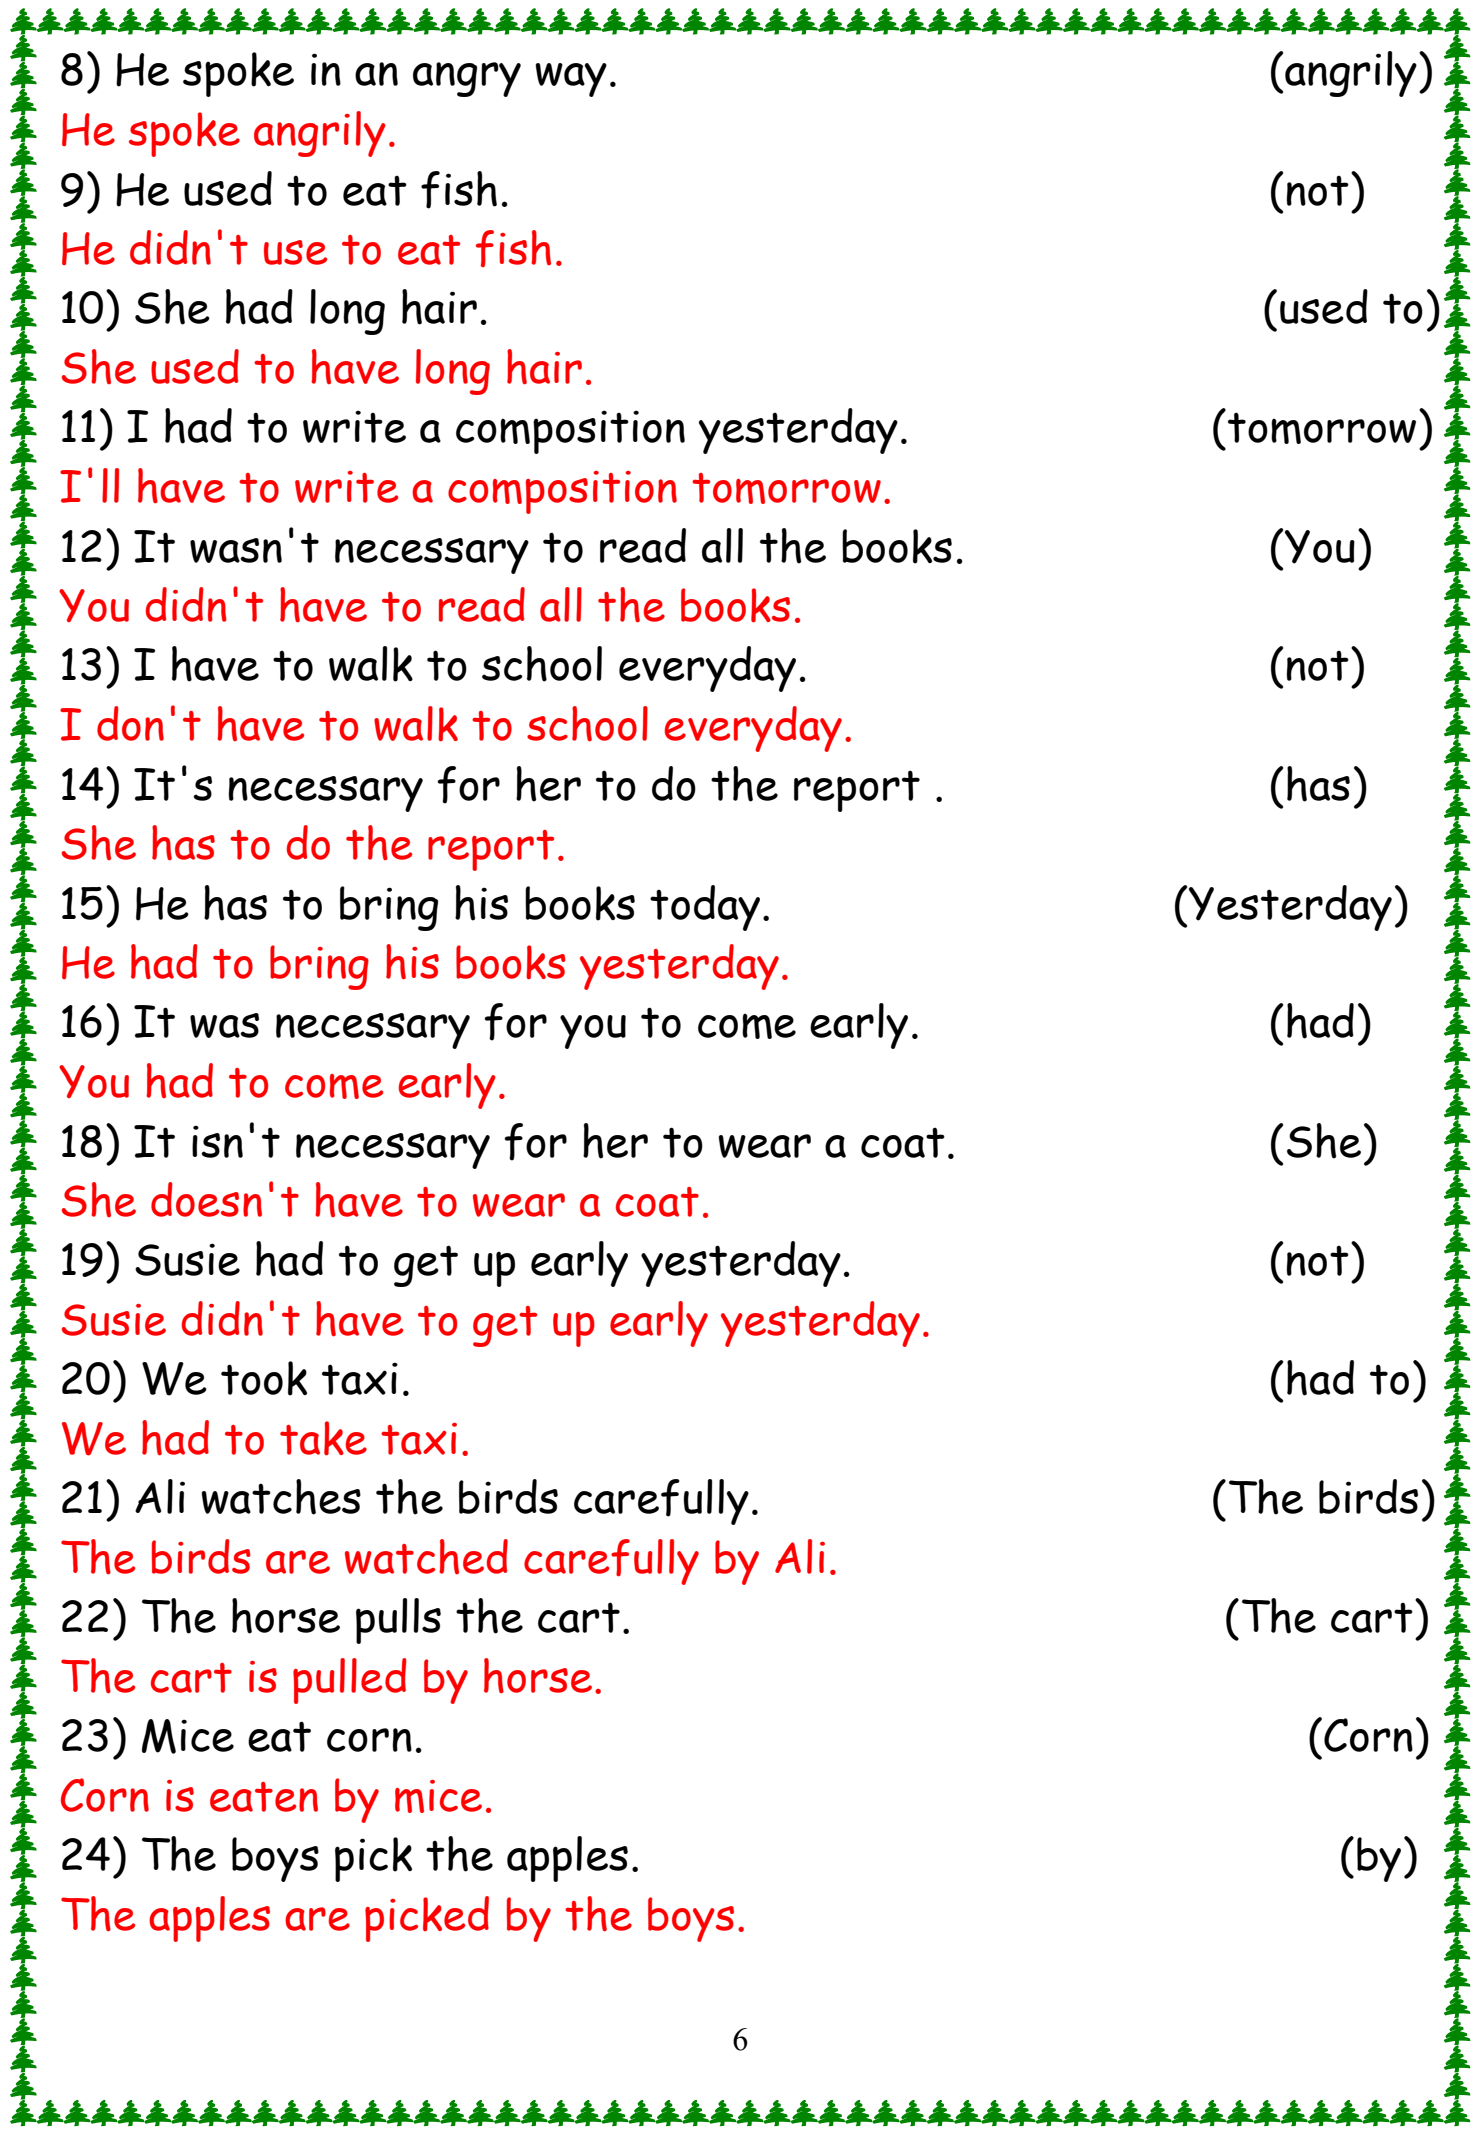 8) He spoke in an angry way. (angrily)
He spoke angrily.
9) He used to eat fish. (not)
He didn't use to eat fish.
10) She had long hair. (used to)
She used to have long hair.
11) I had to write a composition yesterday. (tomorrow)
I'll have to write a composition tomorrow.
12) It wasn't necessary to read all the books. (You)
You didn't have to read all the books.
13) I have to walk to school everyday. (not)
I don't have to walk to school everyday.
14) It's necessary for her to do the report . (has)
She has to do the report.
15) He has to bring his books today. (Yesterday)
He had to bring his books yesterday.
16) It was necessary for you to come early. (had)
You had to come early.
18) It isn't necessary for her to wear a coat. (She)
She doesn't have to wear a coat.
19) Susie had to get up early yesterday. (not)
Susie didn't have to get up early yesterday.
20) We took taxi. (had to)
We had to take taxi.
21) Ali watches the birds carefully. (The birds)
The birds are watched carefully by Ali.
22) The horse pulls the cart. (The cart)
The cart is pulled by horse.
23) Mice eat corn. (Corn)
Corn is eaten by mice.
24) The boys pick the apples. (by)
The apples are picked by the boys.
6